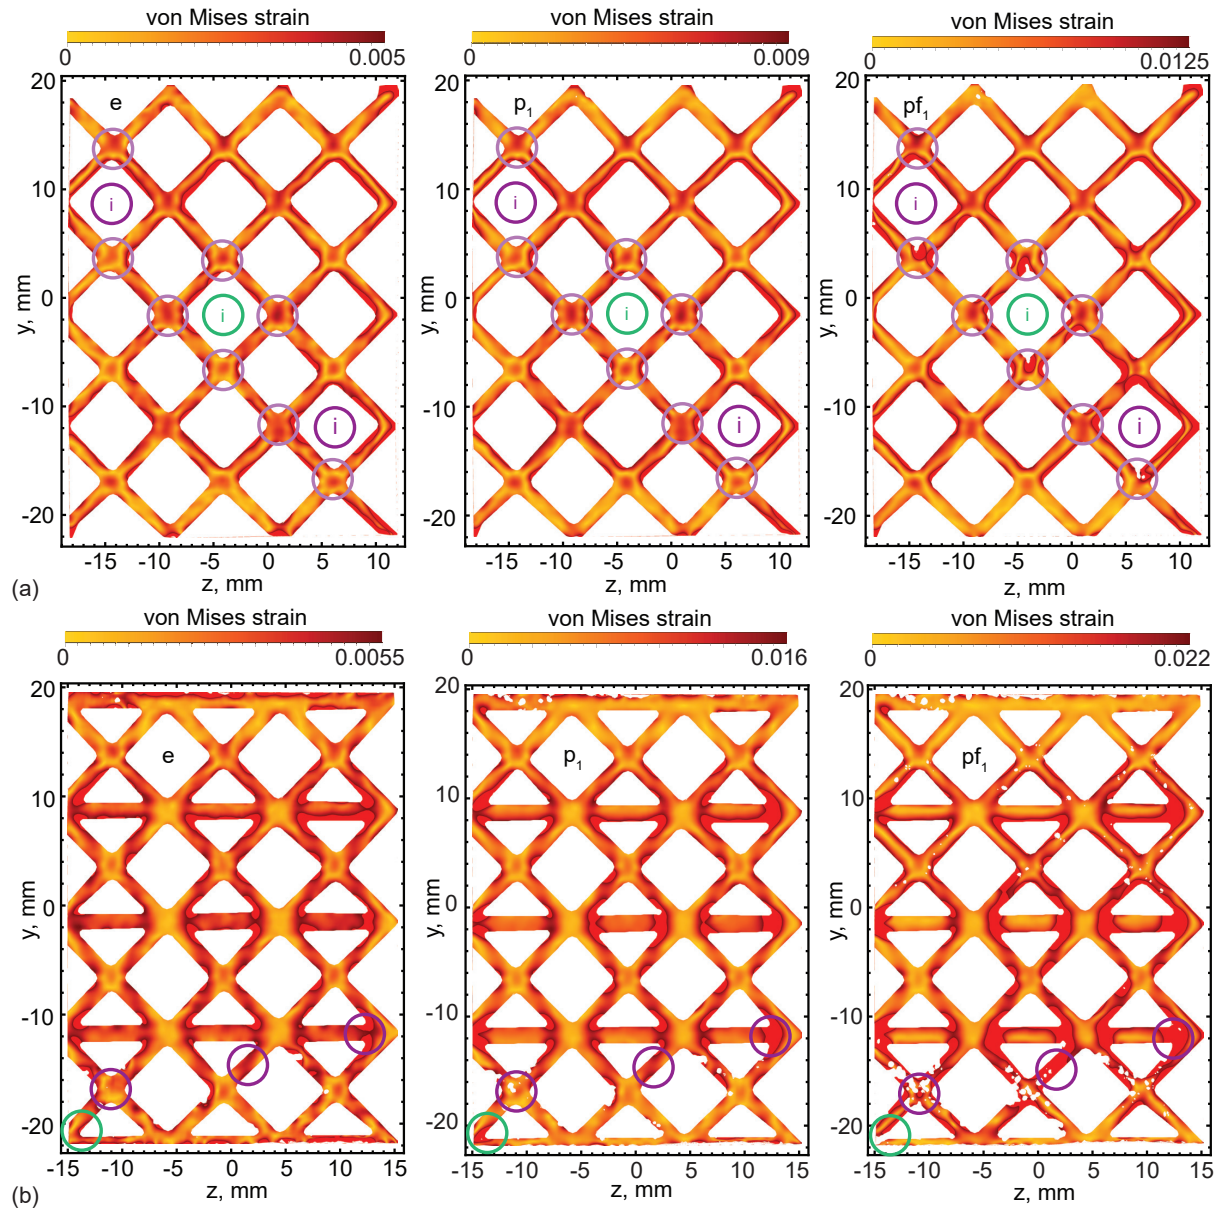 von Mises strain von Mises strain von Mises strain
0 0.005 0 0.009 0 0.0125
20 20 20
e p1 pf1
10 10 10
i i i
y, mm y, mm y, mm
0 0 0
i i i
-10 -10 -10
i i i
-20 -20 -20
-15 -10 -5 0 5 10 -15 -10 -5 0 5 10 -15 -10 -5 0 5 10
z, mm z, mm z, mm
(a)
von Mises strain von Mises strain von Mises strain
0 0.0055 0 0.016 0 0.022
20 20 20
e p1 pf1
10 10 10
y, mm y, mm y, mm
0 0 0
-10 -10 -10
-20 -20 -20
-15 -10 -5 0 5 10 15 -15 -10 -5 0 5 10 15 -15 -10 -5 0 5 10 15
z, mm z, mm z, mm
(b)